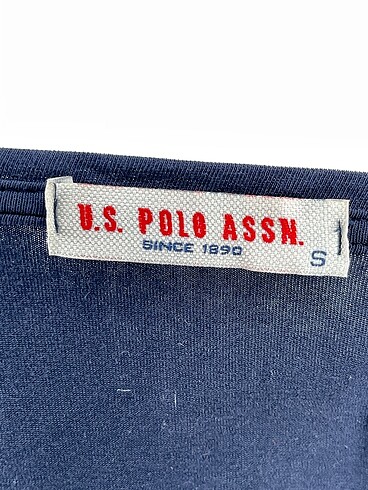 U.S. POLO ASSN.
SINCE 1890
S